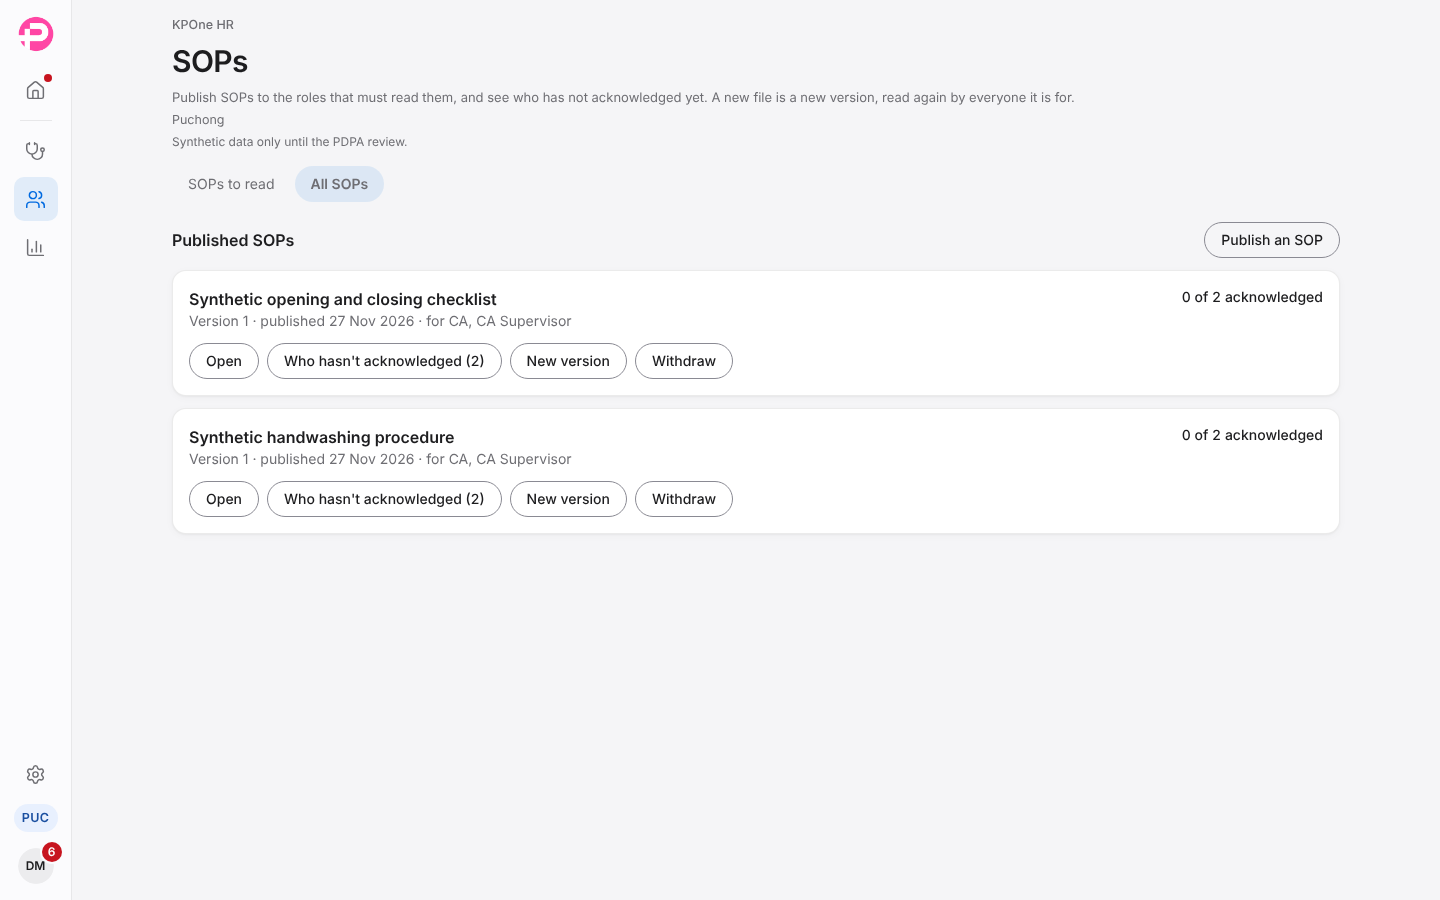 KPOne HR
SOPs
Publish SOPs to the roles that must read them, and see who has not acknowledged yet. A new file is a new version, read again by everyone it is for.
Puchong
Synthetic data only until the PDPA review.
SOPs to read
All SOPs
Published SOPs
Publish an SOP
Synthetic opening and closing checklist
0 of 2 acknowledged
Version 1 · published 27 Nov 2026 · for CA, CA Supervisor
Open
Who hasn't acknowledged (2)
New version
Withdraw
Synthetic handwashing procedure
0 of 2 acknowledged
Version 1 · published 27 Nov 2026 · for CA, CA Supervisor
Open
Who hasn't acknowledged (2)
New version
Withdraw
PUC
6
DM